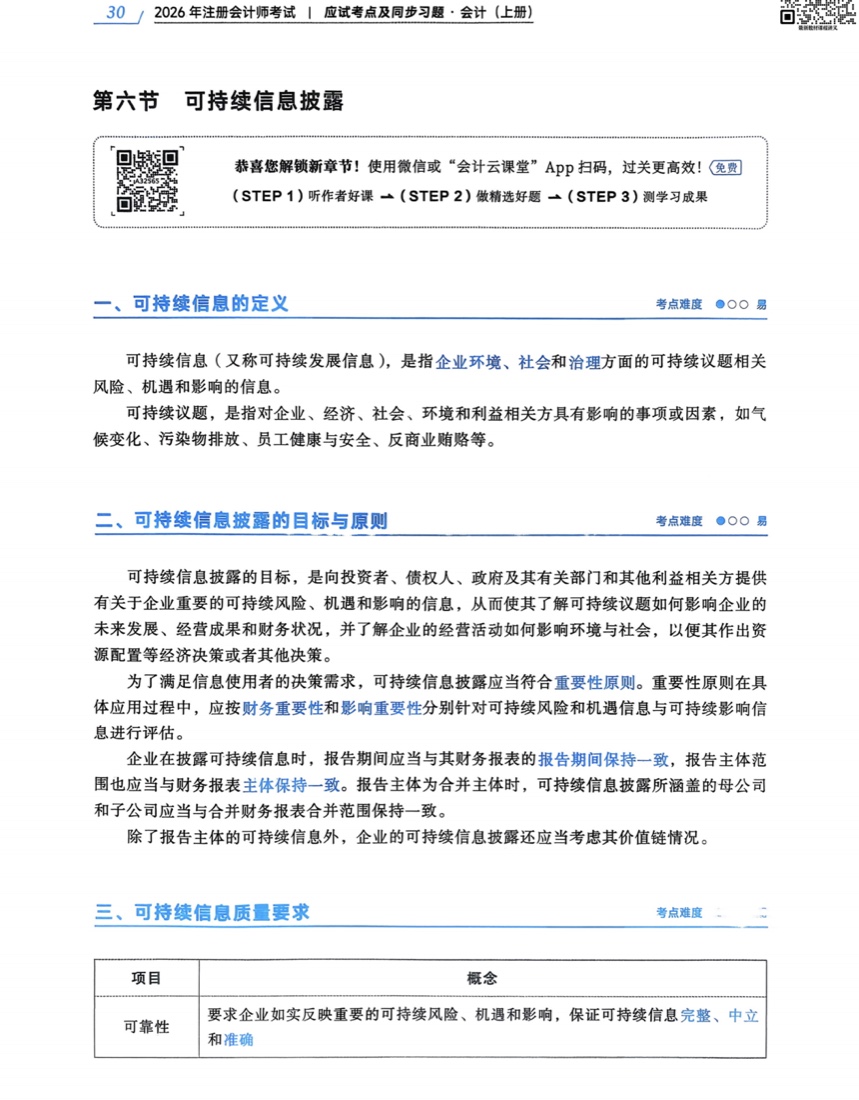 30
2026 年注册会计师考试 | 应试考点及同步习题·会计（上册）
第六节 可持续信息披露
恭喜您解锁新章节！使用微信或“会计云课堂”App 扫码，过关更高效！免费
（STEP 1）听作者好课 ⇀（STEP 2）做精选好题 ⇀（STEP 3）测学习成果
一、可持续信息的定义 考点难度 ●○○ 易
可持续信息（又称可持续发展信息），是指企业环境、社会和治理方面的可持续议题相关
风险、机遇和影响的信息。
可持续议题，是指对企业、经济、社会、环境和利益相关方具有影响的事项或因素，如气
候变化、污染物排放、员工健康与安全、反商业贿赂等。
二、可持续信息披露的目标与原则 考点难度 ●○○ 易
可持续信息披露的目标，是向投资者、债权人、政府及其有关部门和其他利益相关方提供
有关于企业重要的可持续风险、机遇和影响的信息，从而使其了解可持续议题如何影响企业的
未来发展、经营成果和财务状况，并了解企业的经营活动如何影响环境与社会，以便其作出资
源配置等经济决策或者其他决策。
为了满足信息使用者的决策需求，可持续信息披露应当符合重要性原则。重要性原则在具
体应用过程中，应按财务重要性和影响重要性分别针对可持续风险和机遇信息与可持续影响信
息进行评估。
企业在披露可持续信息时，报告期间应当与其财务报表的报告期间保持一致，报告主体范
围也应当与财务报表主体保持一致。报告主体为合并主体时，可持续信息披露所涵盖的母公司
和子公司应当与合并财务报表合并范围保持一致。
除了报告主体的可持续信息外，企业的可持续信息披露还应当考虑其价值链情况。
三、可持续信息质量要求 考点难度
项目 概念
可靠性 要求企业如实反映重要的可持续风险、机遇和影响，保证可持续信息完整、中立
和准确